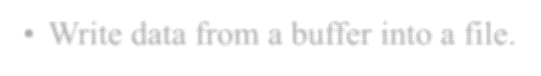 • Write data from a buffer into a file.